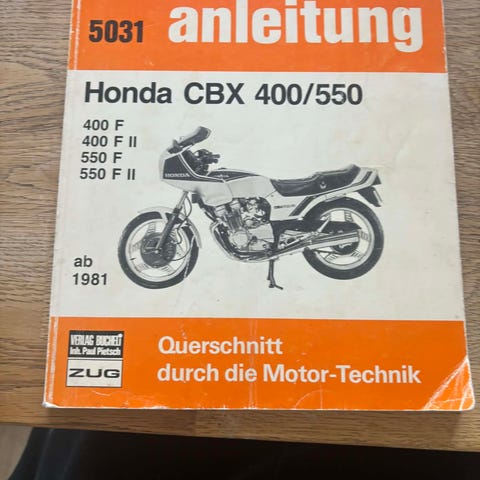 5031 anleitung
Honda CBX 400/550
400 F
400 F II
550 F
550 F II
HONDA
ab
1981
VERLAG BUCHELI
Inh. Paul Pietsch
ZUG
Querschnitt
durch die Motor-Technik